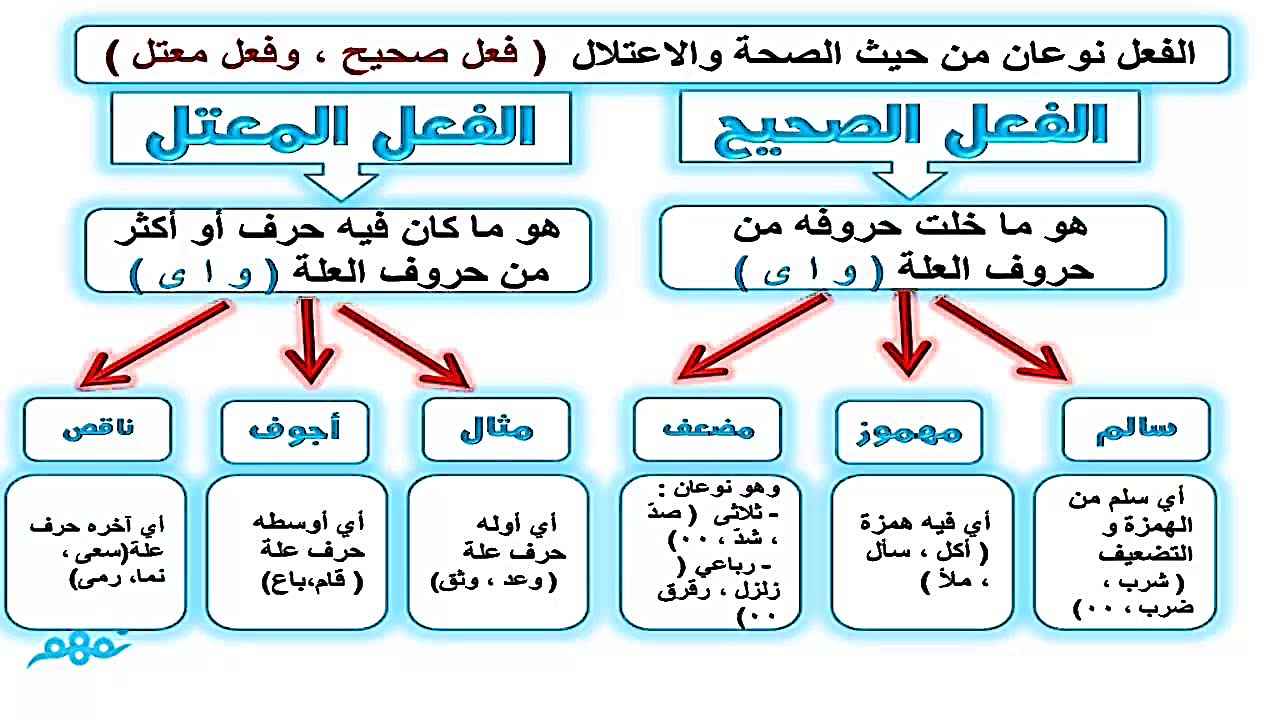 الفعل نوعان من حيث الصحة والاعتلال ( فعل صحيح ، وفعل معتل )
الفعل الصحيح
هو ما خلت حروفه من
حروف العلة ( و ا ى )
سالم
أي سلم من
الهمزة و
التضعيف
( شرب ،
ضرب ، ٠٠)
مهموز
أي فيه همزة
( أكل ، سأل
، ملأ )
مضعف
وهو نوعان :
- ثلاثى ( صدّ
، شدّ ، ٠٠)
- رباعي (
زلزل ، رقرق
٠٠)
الفعل المعتل
هو ما كان فيه حرف أو أكثر
من حروف العلة ( و ا ى )
مثال
أي أوله
حرف علة
( وعد ، وثق)
أجوف
أي أوسطه
حرف علة
( قام،باع)
ناقص
أي آخره حرف
علة(سعى ،
نما، رمى)
نفهم